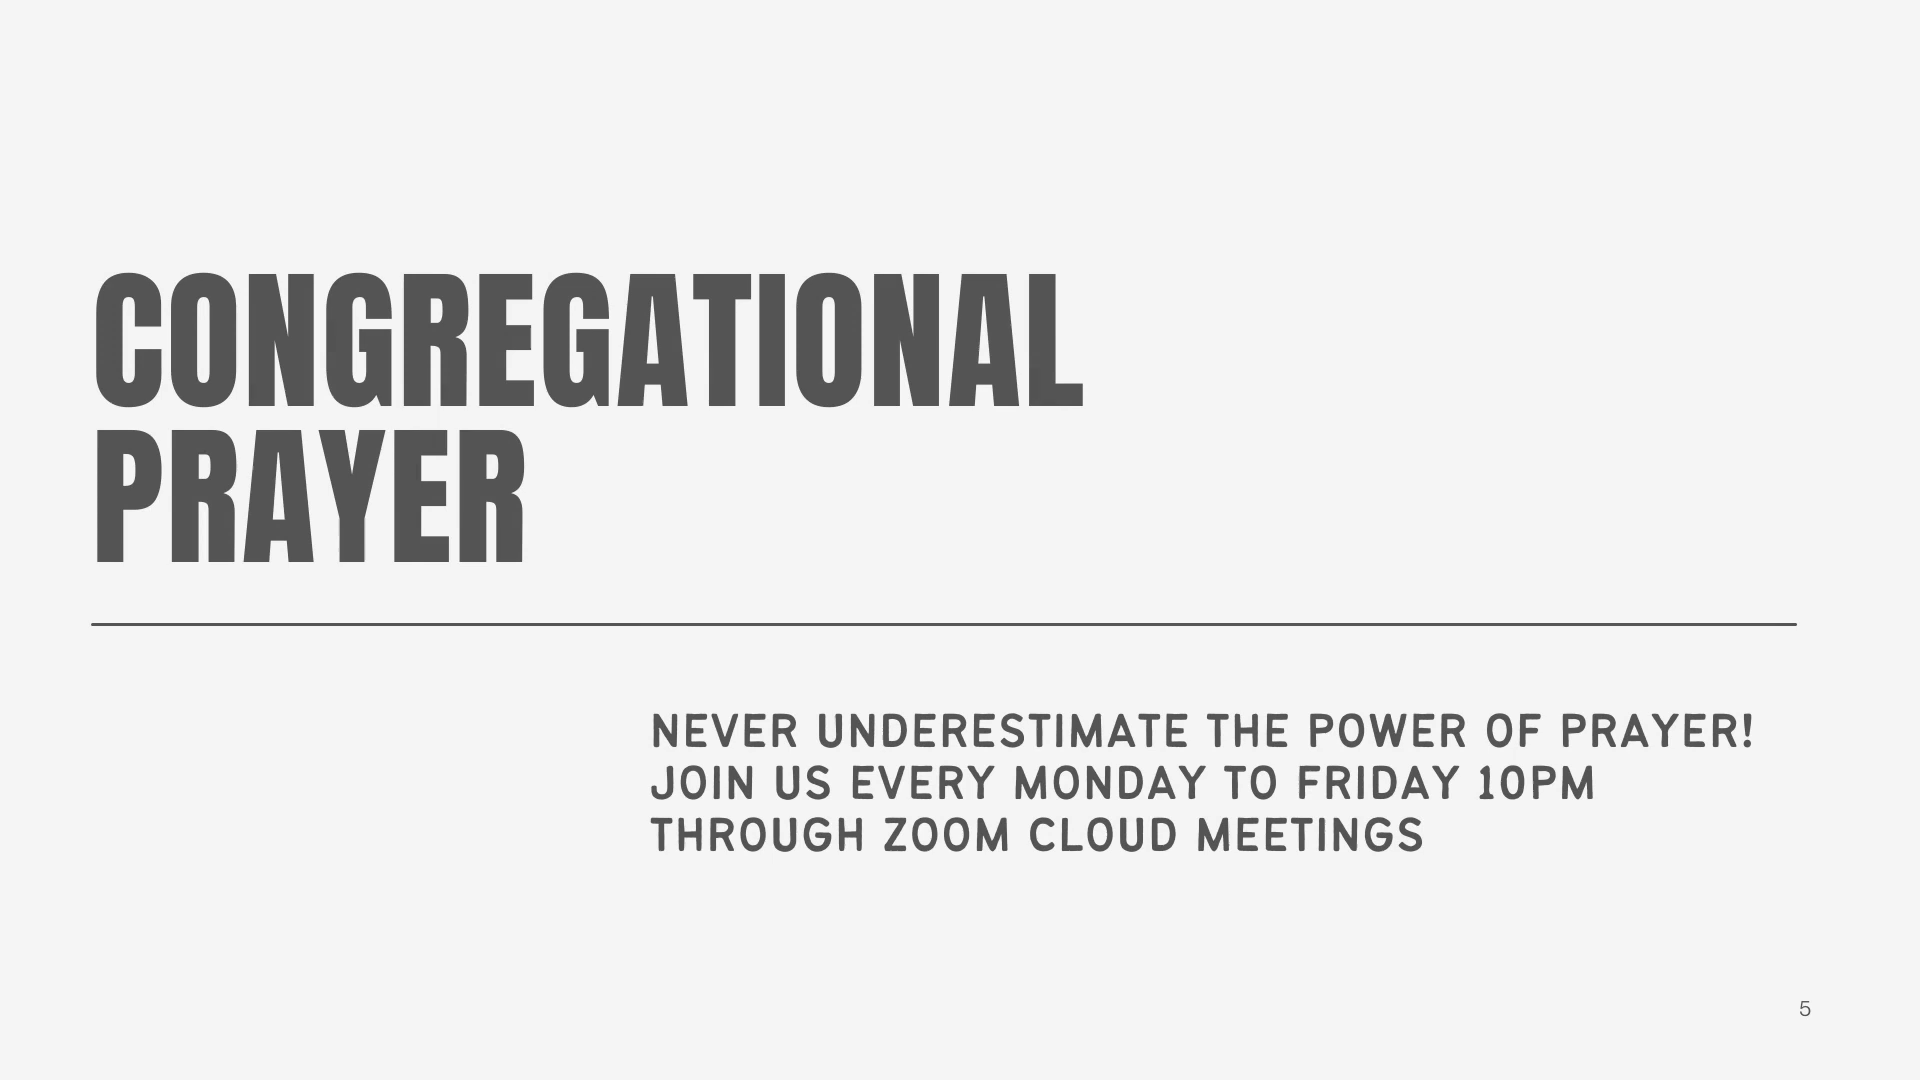 CONGREGATIONAL
PRAYER
NEVER UNDERESTIMATE THE POWER OF PRAYER!
JOIN US EVERY MONDAY TO FRIDAY 10PM
THROUGH ZOOM CLOUD MEETINGS
5